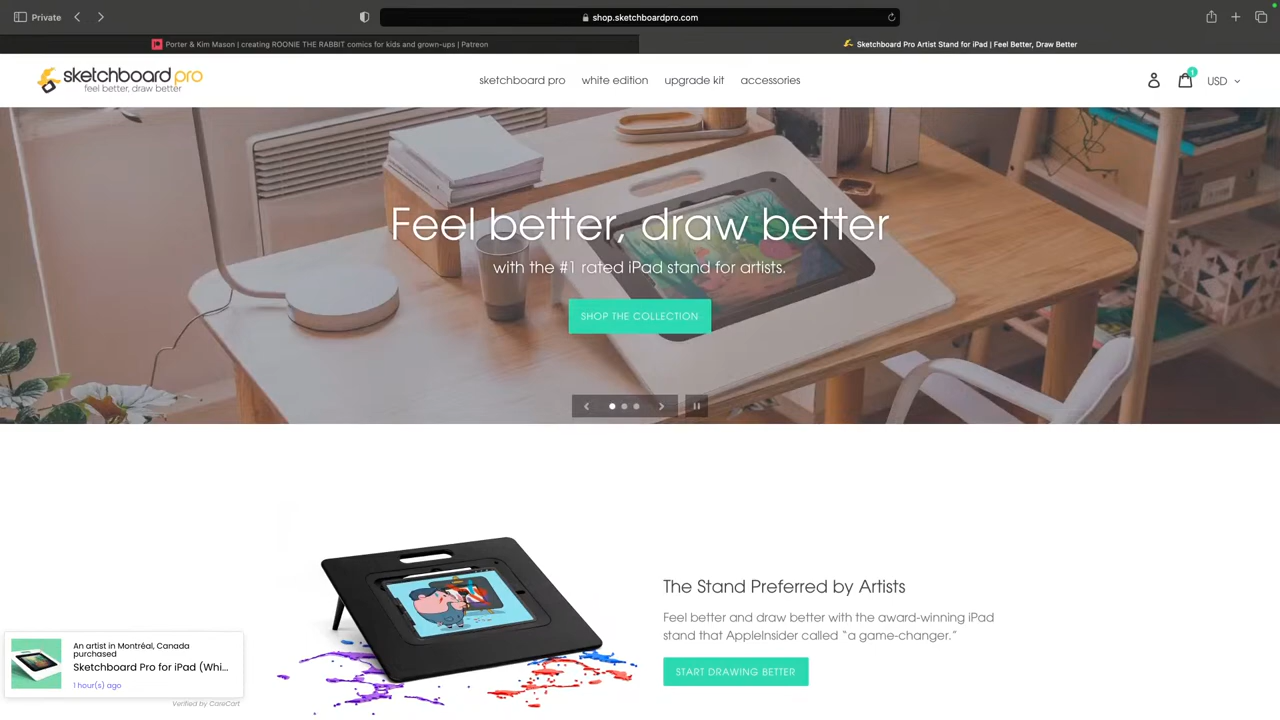 Private
shop.sketchboardpro.com
Porter & Kim Mason | creating ROONIE THE RABBIT comics for kids and grown-ups | Patreon
Sketchboard Pro Artist Stand for iPad | Feel Better, Draw Better
sketchboard pro
feel better, draw better
sketchboard pro
white edition
upgrade kit
accessories
1
USD
Feel better, draw better
with the #1 rated iPad stand for artists.
SHOP THE COLLECTION
The Stand Preferred by Artists
Feel better and draw better with the award-winning iPad
stand that AppleInsider called “a game-changer.”
START DRAWING BETTER
An artist in Montréal, Canada
purchased
Sketchboard Pro for iPad (Whi...
1 hour(s) ago
Verified by CareCart